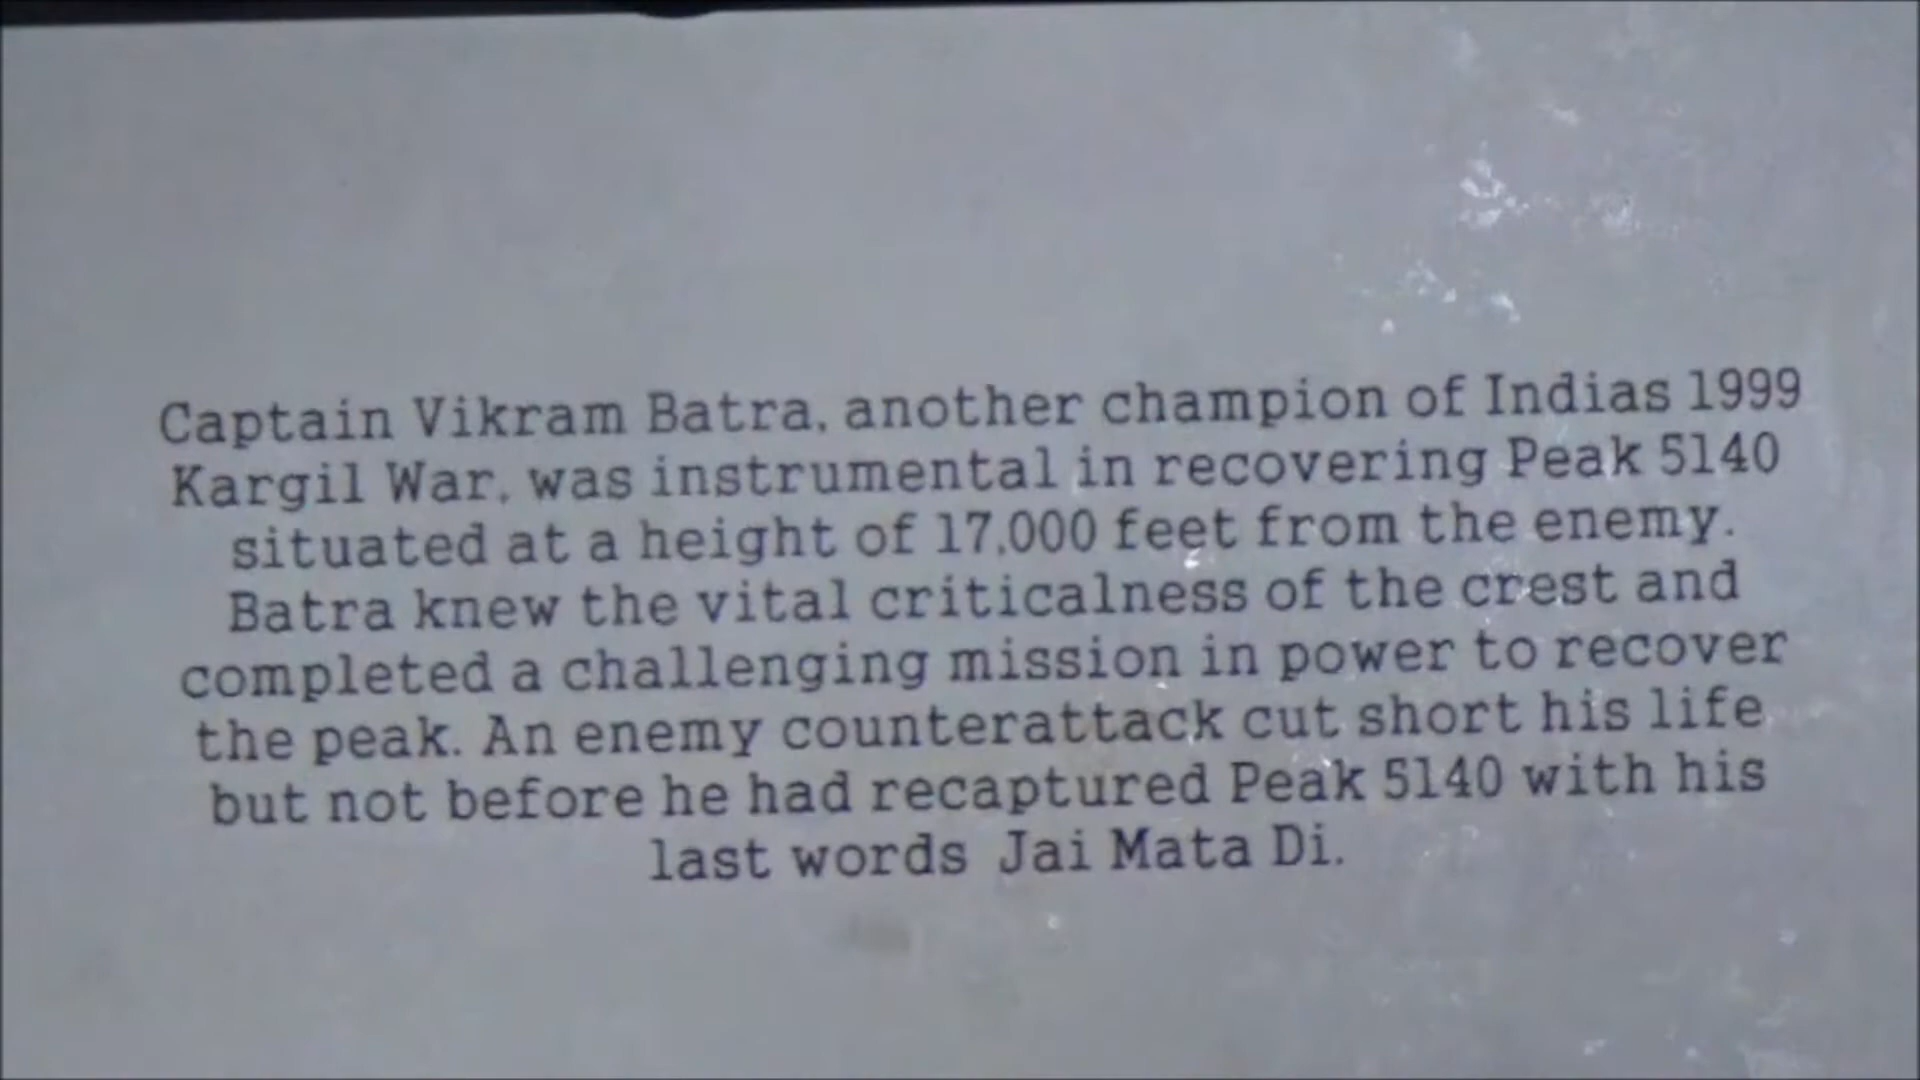 Captain Vikram Batra, another champion of Indias 1999
Kargil War, was instrumental in recovering Peak 5140
situated at a height of 17,000 feet from the enemy.
Batra knew the vital criticalness of the crest and
completed a challenging mission in power to recover
the peak. An enemy counterattack cut short his life
but not before he had recaptured Peak 5140 with his
last words Jai Mata Di.